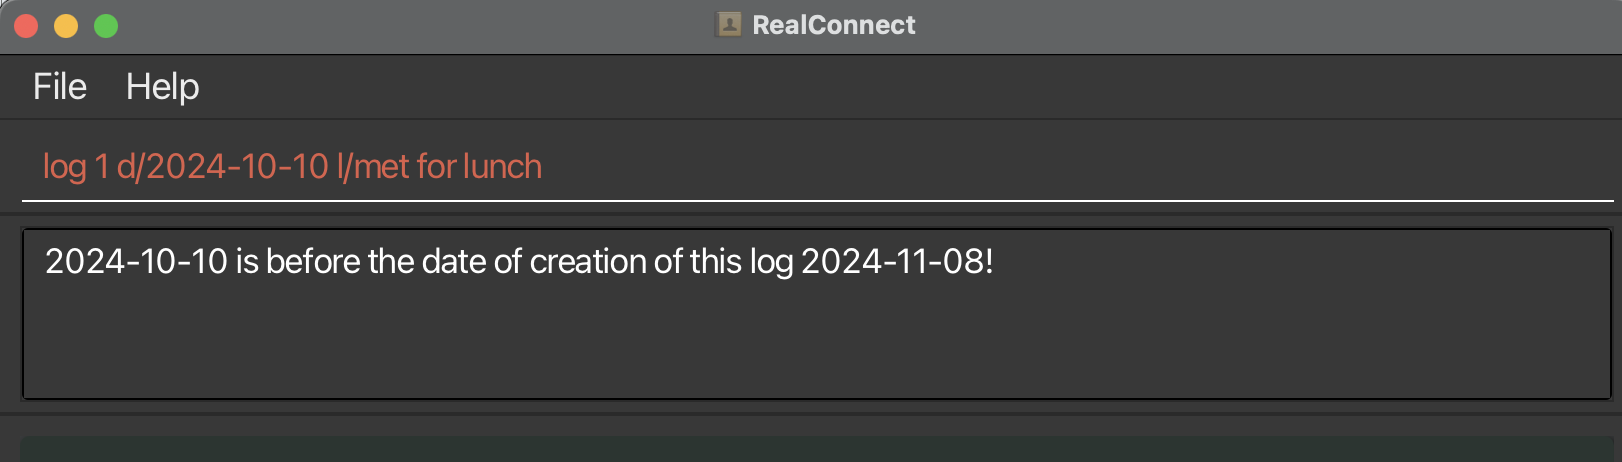 RealConnect
File Help
log 1 d/2024-10-10 l/met for lunch
2024-10-10 is before the date of creation of this log 2024-11-08!